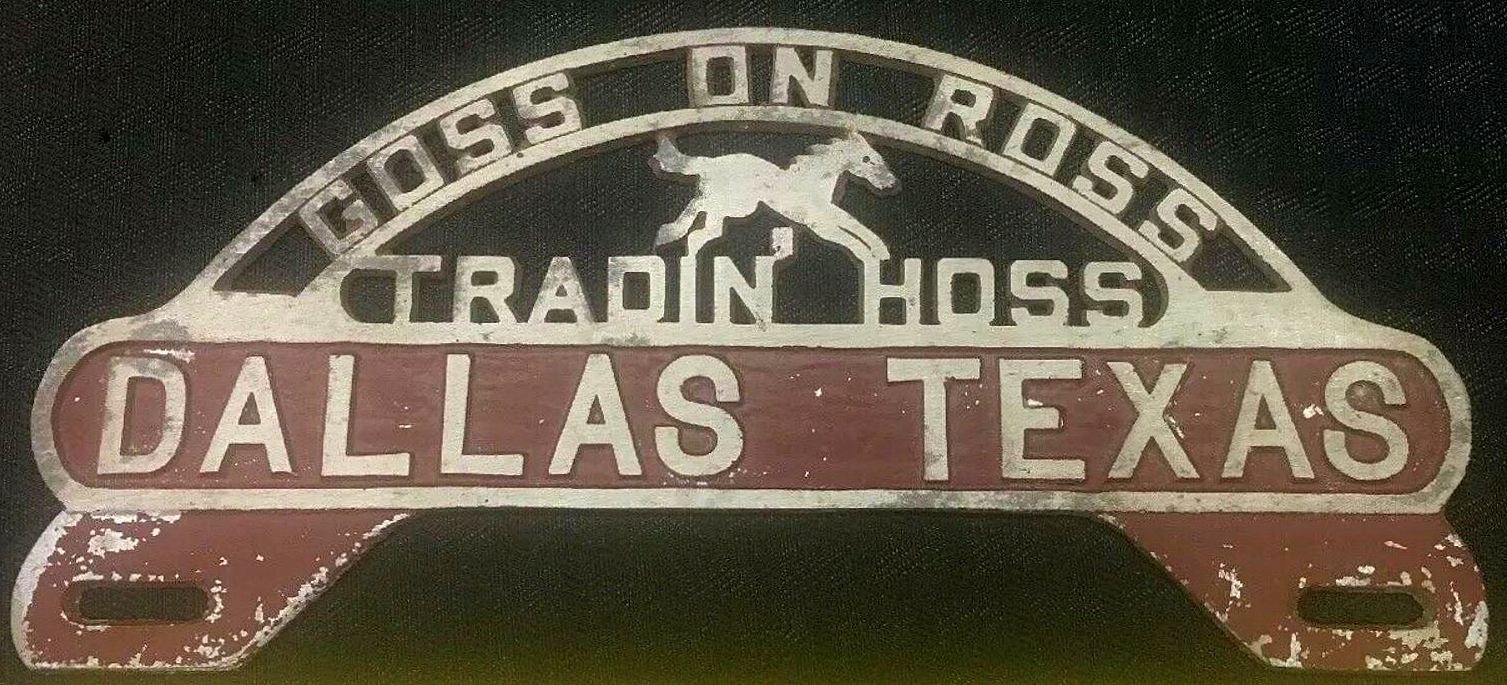 GOSS ON ROSS
TRADIN' HOSS
DALLAS TEXAS